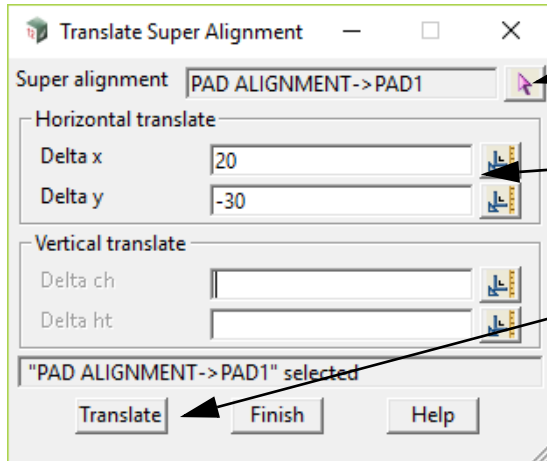 Translate Super Alignment
Super alignment PAD ALIGNMENT->PAD1
Horizontal translate
Delta x 20
Delta y -30
Vertical translate
Delta ch
Delta ht
"PAD ALIGNMENT->PAD1" selected
Translate Finish Help